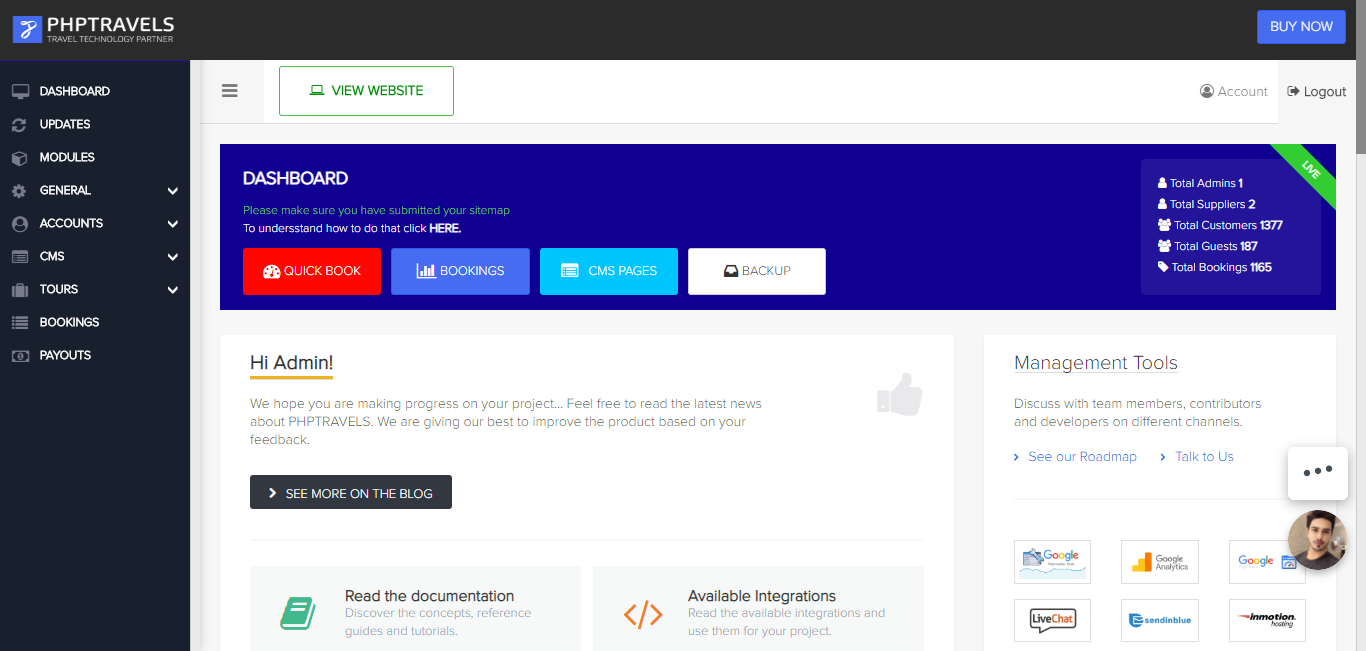 PHPTRAVELS
TRAVEL TECHNOLOGY PARTNER
BUY NOW
DASHBOARD
UPDATES
MODULES
GENERAL
ACCOUNTS
CMS
TOURS
BOOKINGS
PAYOUTS
VIEW WEBSITE
Account
Logout
DASHBOARD
Please make sure you have submitted your sitemap
To undersstand how to do that click HERE.
QUICK BOOK
BOOKINGS
CMS PAGES
BACKUP
LIVE
Total Admins 1
Total Suppliers 2
Total Customers 1377
Total Guests 187
Total Bookings 1165
Hi Admin!
We hope you are making progress on your project... Feel free to read the latest news
about PHPTRAVELS. We are giving our best to improve the product based on your
feedback.
SEE MORE ON THE BLOG
Read the documentation
Discover the concepts, reference
guides and tutorials.
Available Integrations
Read the available integrations and
use them for your project.
Management Tools
Discuss with team members, contributors
and developers on different channels.
See our Roadmap
Talk to Us
Google
Google
Analytics
Google
LiveChat
sendinblue
inmotion
hosting